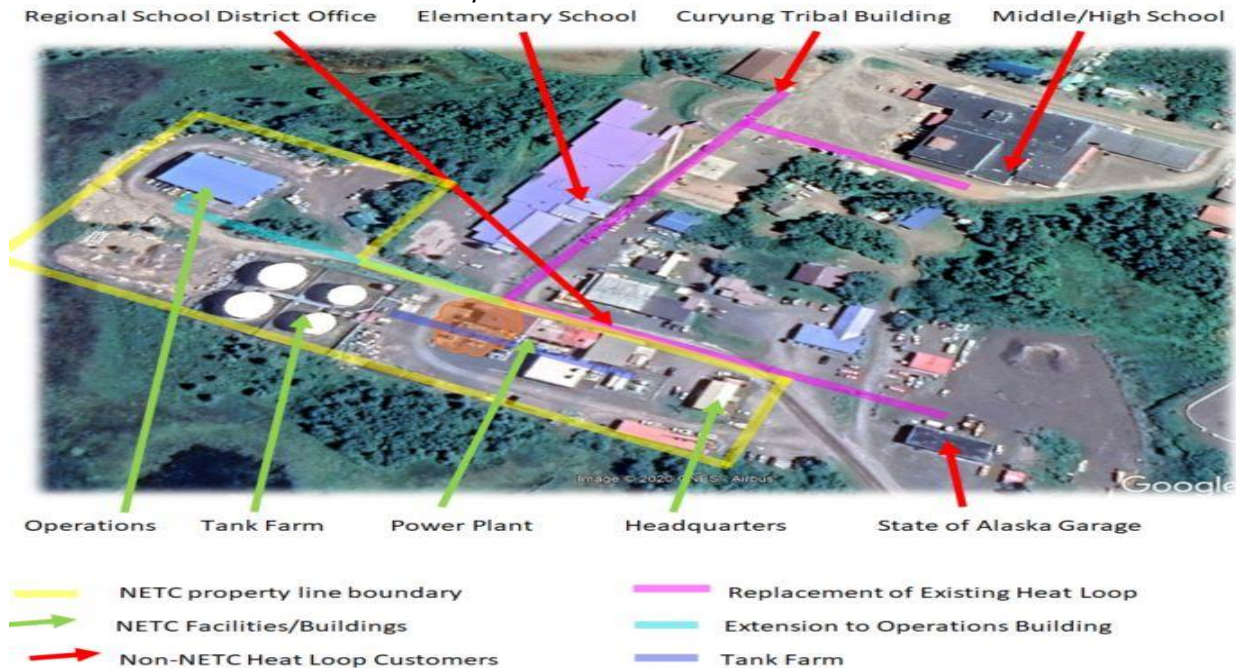 Regional School District Office
Elementary School
Curyung Tribal Building
Middle/High School
Image © 2020 CNES / Airbus
Google
Operations
Tank Farm
Power Plant
Headquarters
State of Alaska Garage
NETC property line boundary
Replacement of Existing Heat Loop
NETC Facilities/Buildings
Extension to Operations Building
Non-NETC Heat Loop Customers
Tank Farm